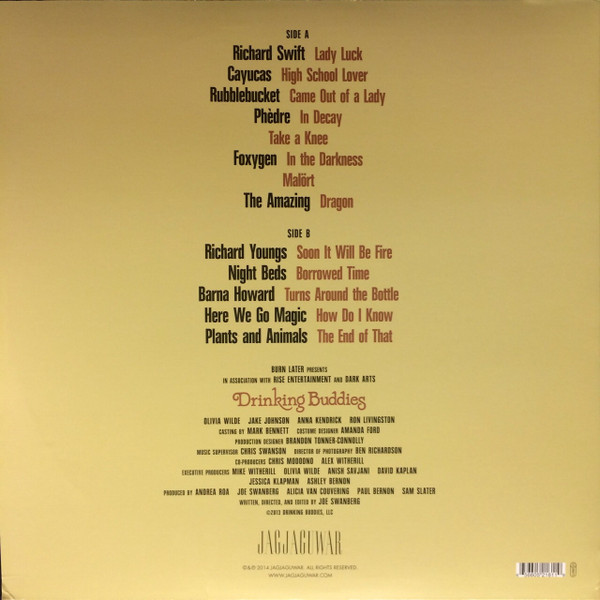 SIDE A
Richard Swift Lady Luck
Cayucas High School Lover
Rubblebucket Came Out of a Lady
Phèdre In Decay
Take a Knee
Foxygen In the Darkness
Malört
The Amazing Dragon
SIDE B
Richard Youngs Soon It Will Be Fire
Night Beds Borrowed Time
Barna Howard Turns Around the Bottle
Here We Go Magic How Do I Know
Plants and Animals The End of That
BURN LATER PRESENTS
IN ASSOCIATION WITH RISE ENTERTAINMENT AND DARK ARTS
Drinking Buddies
OLIVIA WILDE JAKE JOHNSON ANNA KENDRICK RON LIVINGSTON
CASTING BY MARK BENNETT COSTUME DESIGNER AMANDA FORD
PRODUCTION DESIGNER BRANDON TONNER-CONNOLLY
MUSIC SUPERVISOR CHRIS SWANSON DIRECTOR OF PHOTOGRAPHY BEN RICHARDSON
CO-PRODUCERS CHRIS MODOONO ALEX WITHERILL
EXECUTIVE PRODUCERS MIKE WITHERILL OLIVIA WILDE ANISH SAVJANI DAVID KAPLAN
JESSICA KLAPMAN ASHLEY BERNON
PRODUCED BY ANDREA ROA JOE SWANBERG ALICIA VAN COUVERING PAUL BERNON SAM SLATER
WRITTEN, DIRECTED, AND EDITED BY JOE SWANBERG
©2013 DRINKING BUDDIES, LLC
JAGJAGUWAR
©&℗ 2014 JAGJAGUWAR. ALL RIGHTS RESERVED.
WWW.JAGJAGUWAR.COM